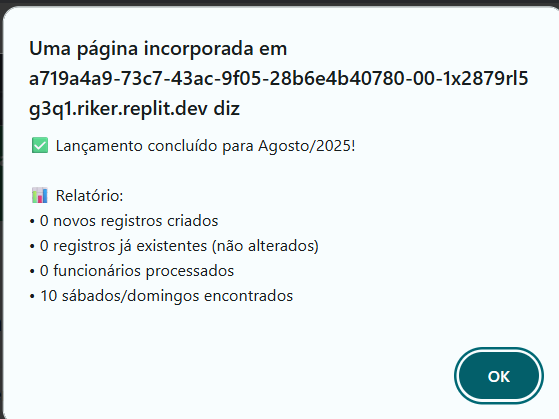 Uma página incorporada em
a719a4a9-73c7-43ac-9f05-28b6e4b40780-00-1x2879rl5
g3q1.riker.replit.dev diz
✅ Lançamento concluído para Agosto/2025!
📊 Relatório:
• 0 novos registros criados
• 0 registros já existentes (não alterados)
• 0 funcionários processados
• 10 sábados/domingos encontrados
OK